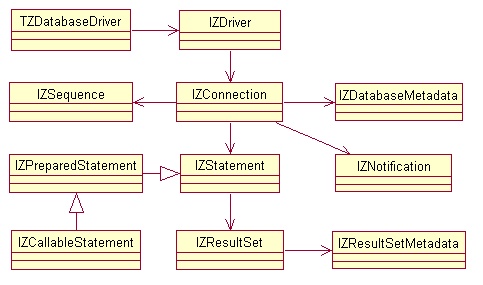 TZDatabaseDriver
IZDriver
IZSequence
IZConnection
IZDatabaseMetadata
IZPreparedStatement
IZStatement
IZNotification
IZCallableStatement
IZResultSet
IZResultSetMetadata